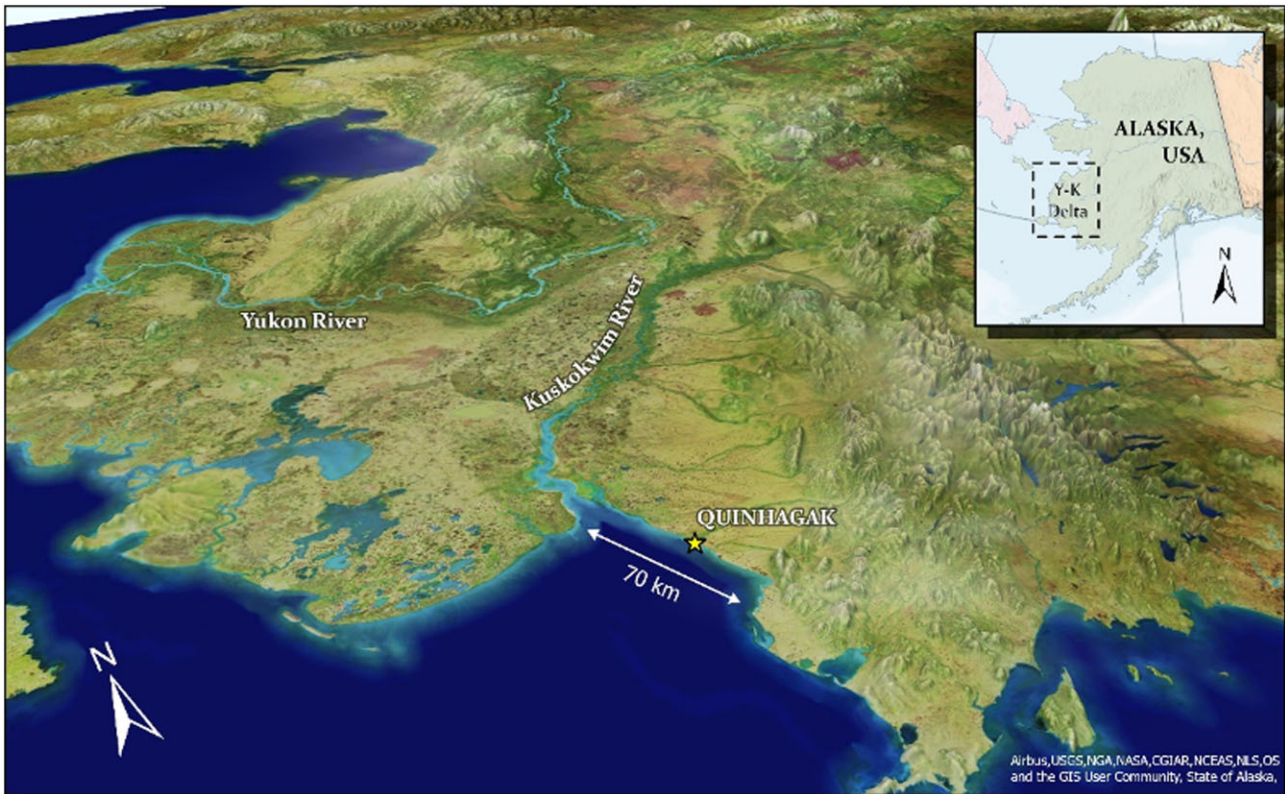 ALASKA,
USA
Y-K
Delta
N
Yukon River
Kuskokwim River
QUINHAGAK
70 km
N
Airbus,USGS,NGA,NASA,CGIAR,NCEAS,NLS,OS
and the GIS User Community, State of Alaska,